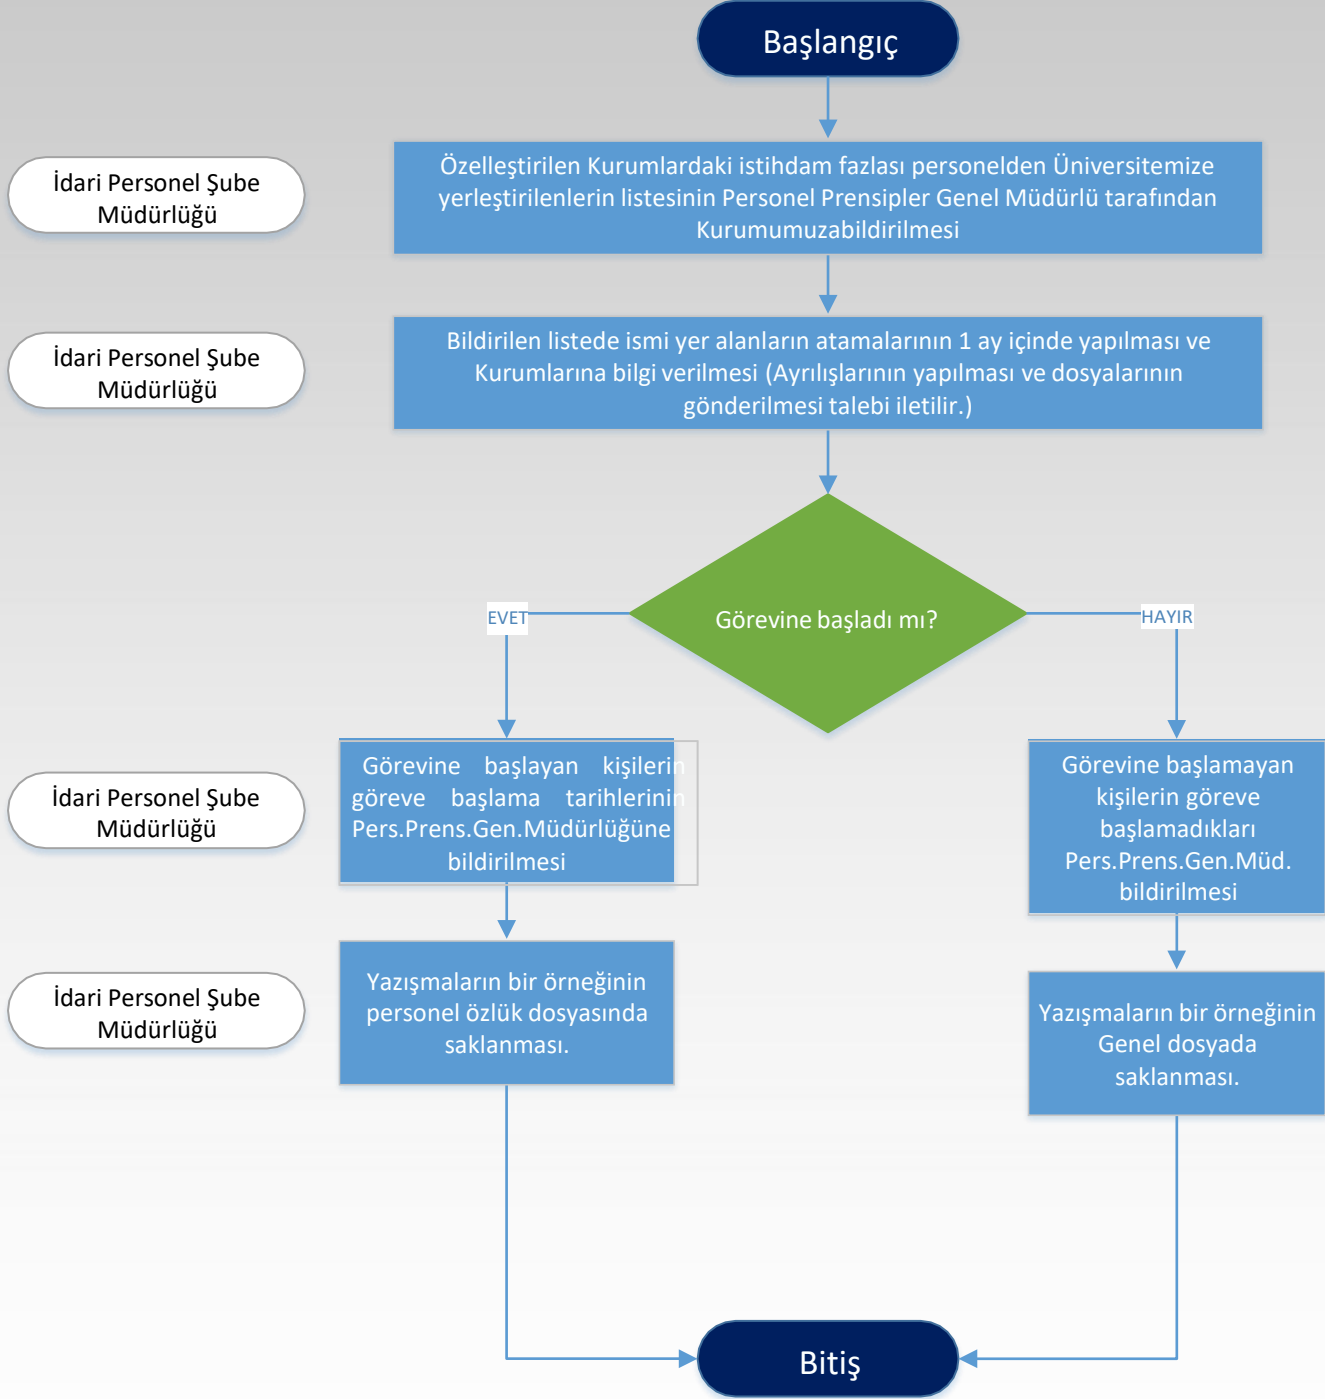 Başlangıç
İdari Personel Şube
Müdürlüğü
Özelleştirilen Kurumlardaki istihdam fazlası personelden Üniversitemize
yerleştirilenlerin listesinin Personel Prensipler Genel Müdürlü tarafından
Kurumumuzabildirilmesi
İdari Personel Şube
Müdürlüğü
Bildirilen listede ismi yer alanların atamalarının 1 ay içinde yapılması ve
Kurumlarına bilgi verilmesi (Ayrılışlarının yapılması ve dosyalarının
gönderilmesi talebi iletilir.)
Görevine başladı mı?
EVET
HAYIR
İdari Personel Şube
Müdürlüğü
Görevine başlayan kişilerin
göreve başlama tarihlerinin
Pers.Prens.Gen.Müdürlüğüne
bildirilmesi
Görevine başlamayan
kişilerin göreve
başlamadıkları
Pers.Prens.Gen.Müd.
bildirilmesi
İdari Personel Şube
Müdürlüğü
Yazışmaların bir örneğinin
personel özlük dosyasında
saklanması.
Yazışmaların bir örneğinin
Genel dosyada
saklanması.
Bitiş